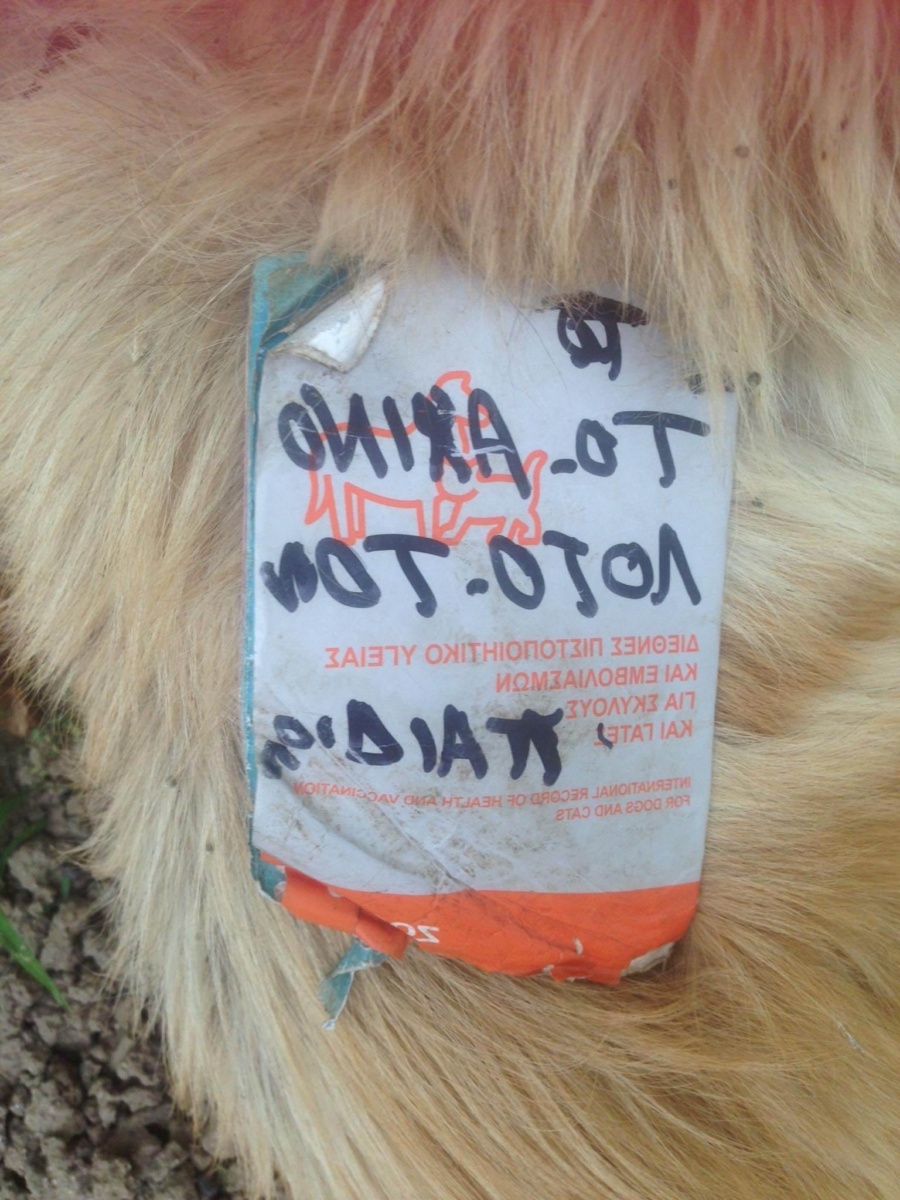 ΤΟ-ΑΚΙΝΟ
ΛΟΤΟ-ΤΟΝ
ΔΙΕΘΝΕΣ ΠΙΣΤΟΠΟΙΗΤΙΚΟ ΥΓΕΙΑΣ
ΚΑΙ ΕΜΒΟΛΙΑΣΜΩΝ
ΓΙΑ ΣΚΥΛΟΥΣ
ΚΑΙ ΓΑΤΕΣ
INTERNATIONAL RECORD OF HEALTH AND VACCINATION
FOR DOGS AND CATS